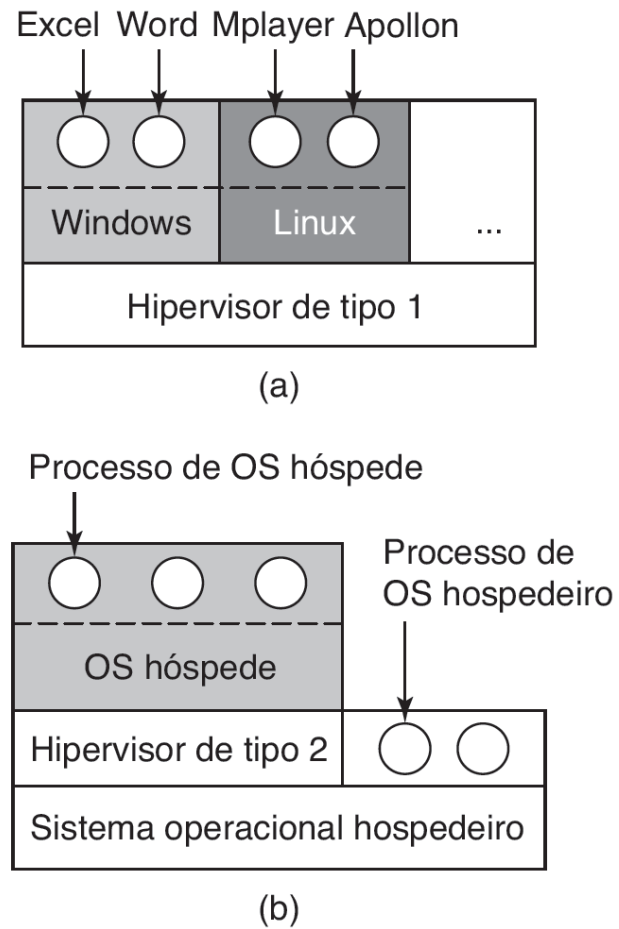 Excel Word Mplayer Apollon
Windows Linux ...
Hipervisor de tipo 1
(a)
Processo de OS hóspede
Processo de
OS hospedeiro
OS hóspede
Hipervisor de tipo 2
Sistema operacional hospedeiro
(b)